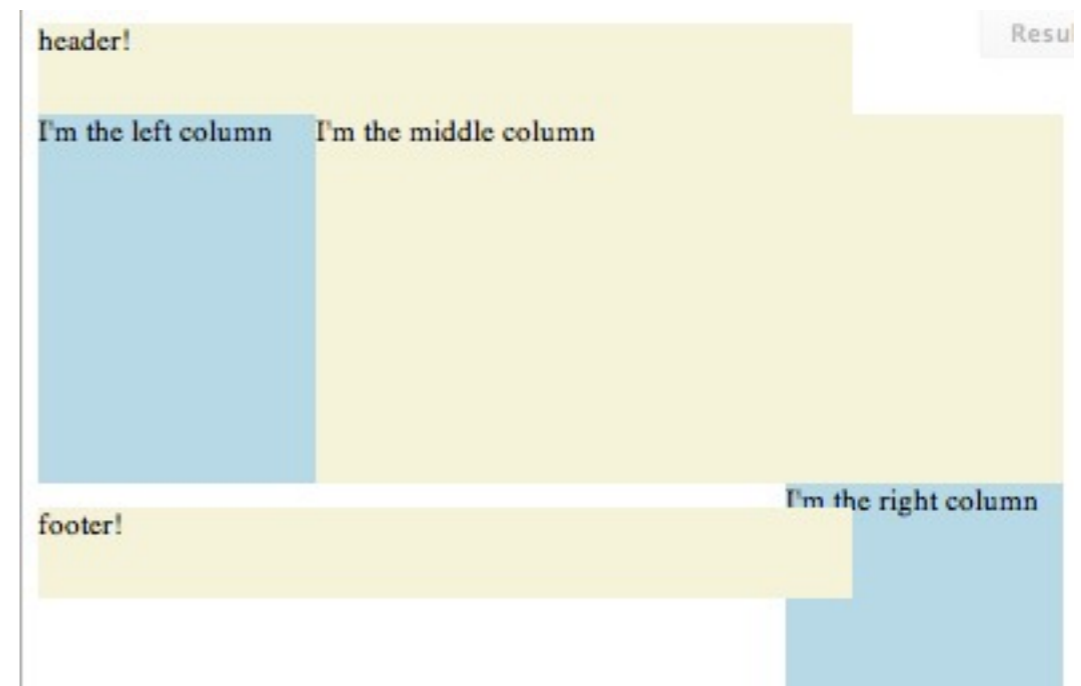 header!
Resul
I'm the left column
I'm the middle column
I'm the right column
footer!